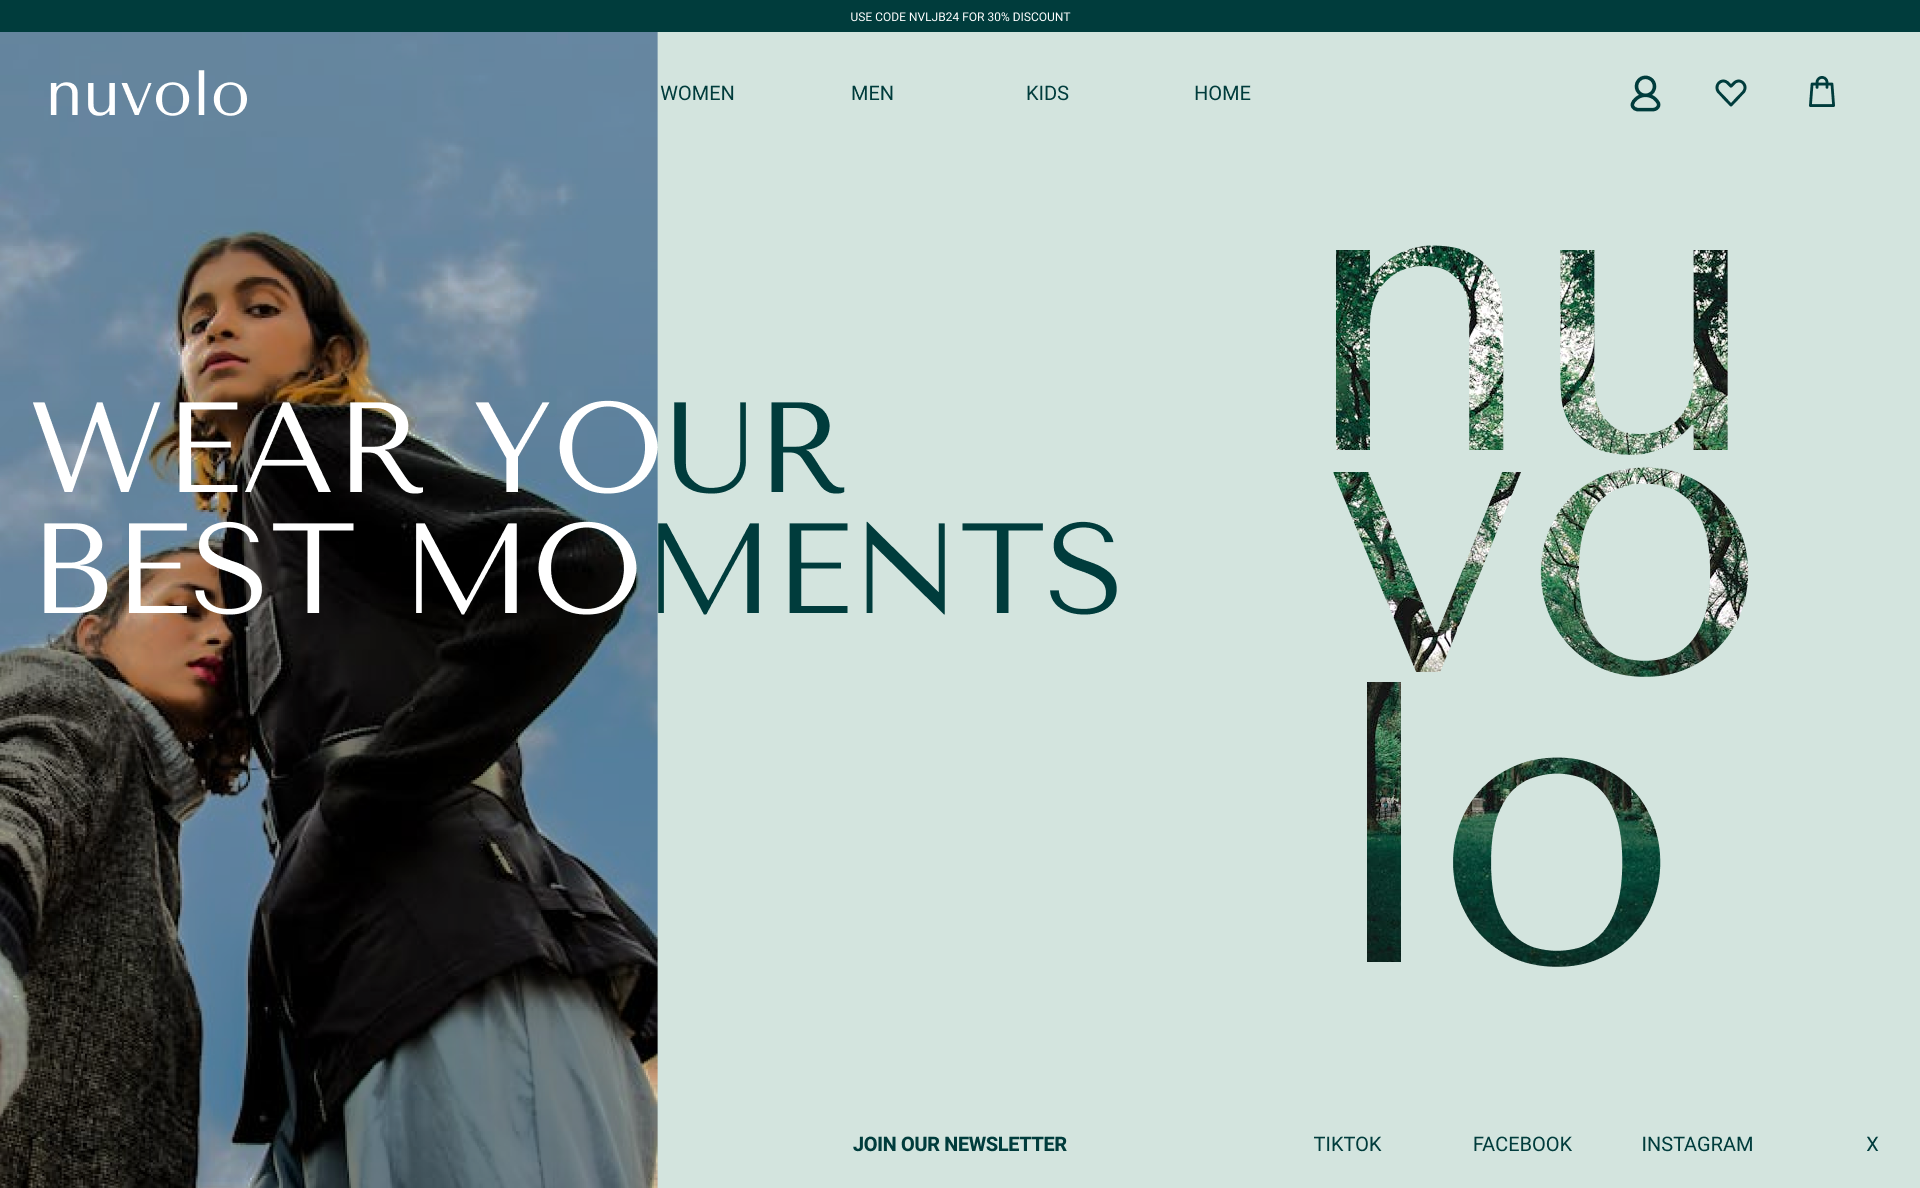 USE CODE NVLJB24 FOR 30% DISCOUNT
nuvolo
WOMEN MEN KIDS HOME
WEAR YOUR
BEST MOMENTS
nu
vo
lo
JOIN OUR NEWSLETTER TIKTOK FACEBOOK INSTAGRAM X